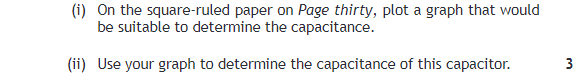 (i) On the square-ruled paper on Page thirty, plot a graph that would
be suitable to determine the capacitance.
(ii) Use your graph to determine the capacitance of this capacitor. 3